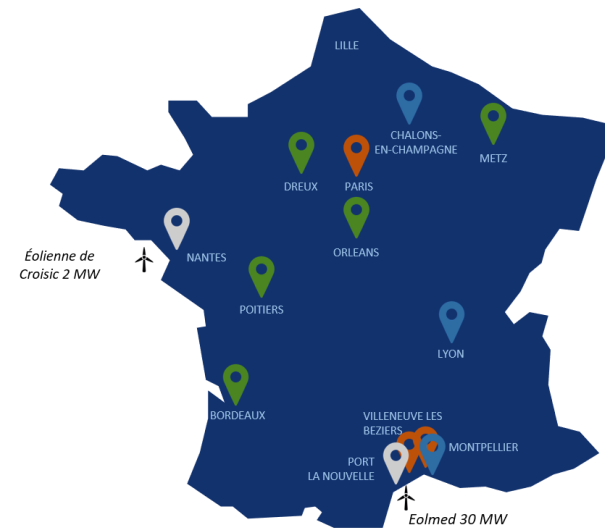 LILLE
CHALONS-
EN-CHAMPAGNE
METZ
DREUX
PARIS
Éolienne de
Croisic 2 MW
NANTES
ORLEANS
POITIERS
LYON
BORDEAUX
VILLENEUVE LES
BEZIERS
MONTPELLIER
PORT
LA NOUVELLE
Eolmed 30 MW